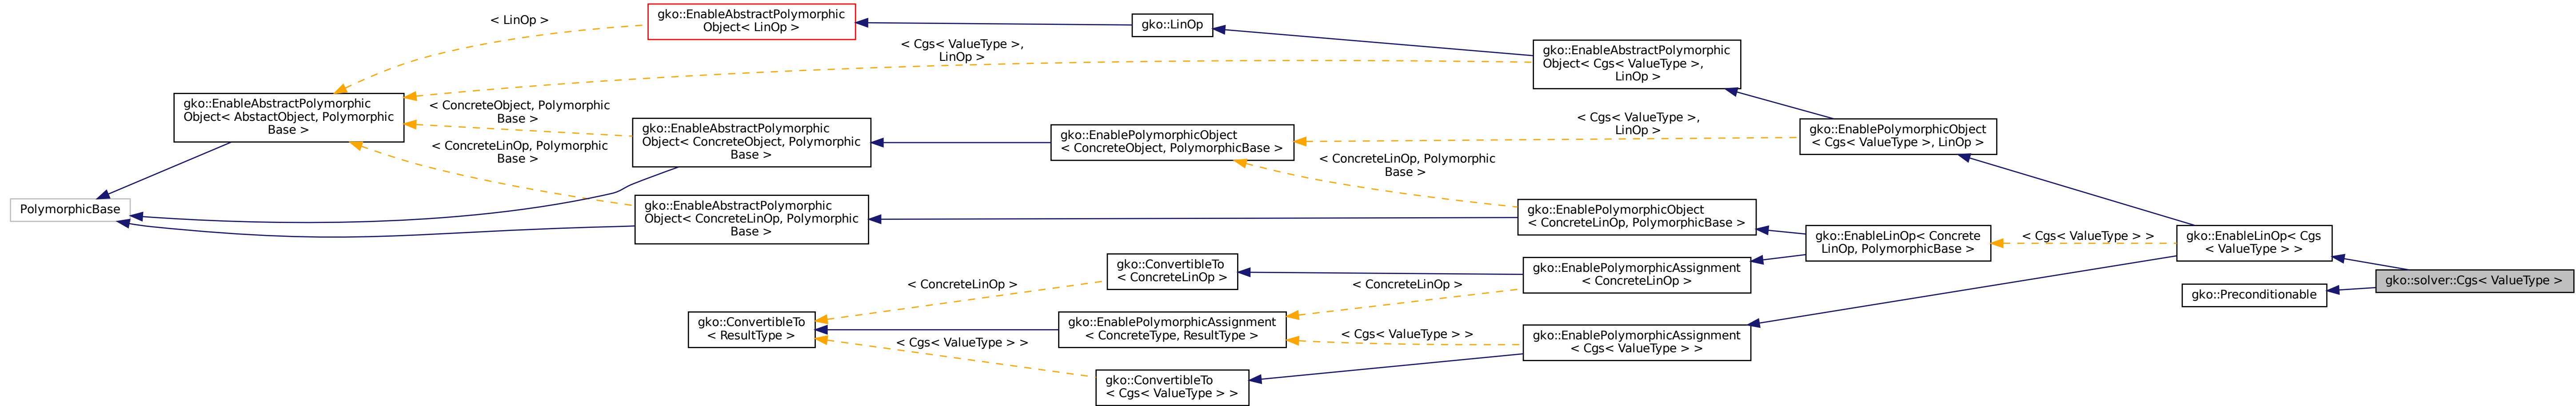 gko::EnableAbstractPolymorphic
Object< LinOp >
< LinOp >
gko::LinOp
< Cgs< ValueType >,
LinOp >
gko::EnableAbstractPolymorphic
Object< Cgs< ValueType >,
LinOp >
gko::EnableAbstractPolymorphic
Object< AbstactObject, Polymorphic
Base >
< ConcreteObject, Polymorphic
Base >
gko::EnableAbstractPolymorphic
Object< ConcreteObject, Polymorphic
Base >
< ConcreteLinOp, Polymorphic
Base >
gko::EnablePolymorphicObject
< ConcreteObject, PolymorphicBase >
< Cgs< ValueType >,
LinOp >
gko::EnablePolymorphicObject
< Cgs< ValueType >, LinOp >
< ConcreteLinOp, Polymorphic
Base >
PolymorphicBase
gko::EnableAbstractPolymorphic
Object< ConcreteLinOp, Polymorphic
Base >
gko::EnablePolymorphicObject
< ConcreteLinOp, PolymorphicBase >
gko::EnableLinOp< Concrete
LinOp, PolymorphicBase >
< Cgs< ValueType > >
gko::EnableLinOp< Cgs
< ValueType > >
gko::solver::Cgs< ValueType >
gko::ConvertibleTo
< ConcreteLinOp >
gko::EnablePolymorphicAssignment
< ConcreteLinOp >
< ConcreteLinOp >
< ConcreteLinOp >
gko::Preconditionable
gko::ConvertibleTo
< ResultType >
gko::EnablePolymorphicAssignment
< ConcreteType, ResultType >
< Cgs< ValueType > >
< Cgs< ValueType > >
gko::EnablePolymorphicAssignment
< Cgs< ValueType > >
gko::ConvertibleTo
< Cgs< ValueType > >